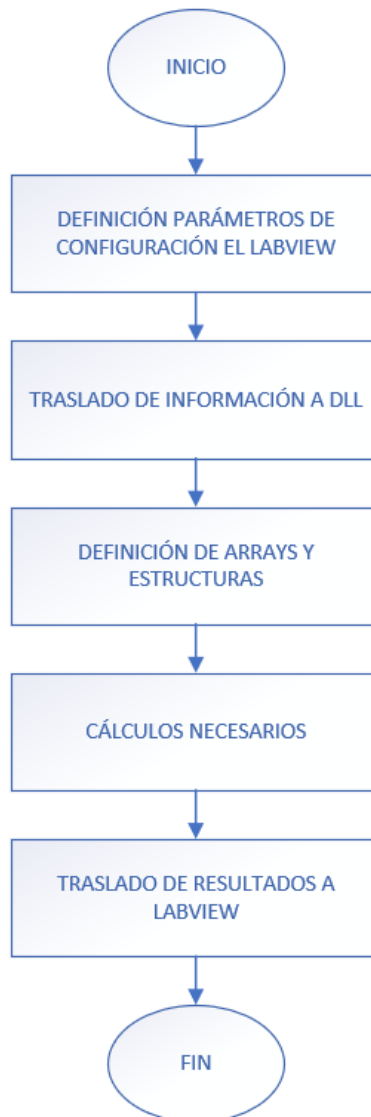 INICIO
DEFINICIÓN PARÁMETROS DE
CONFIGURACIÓN EL LABVIEW
TRASLADO DE INFORMACIÓN A DLL
DEFINICIÓN DE ARRAYS Y
ESTRUCTURAS
CÁLCULOS NECESARIOS
TRASLADO DE RESULTADOS A
LABVIEW
FIN